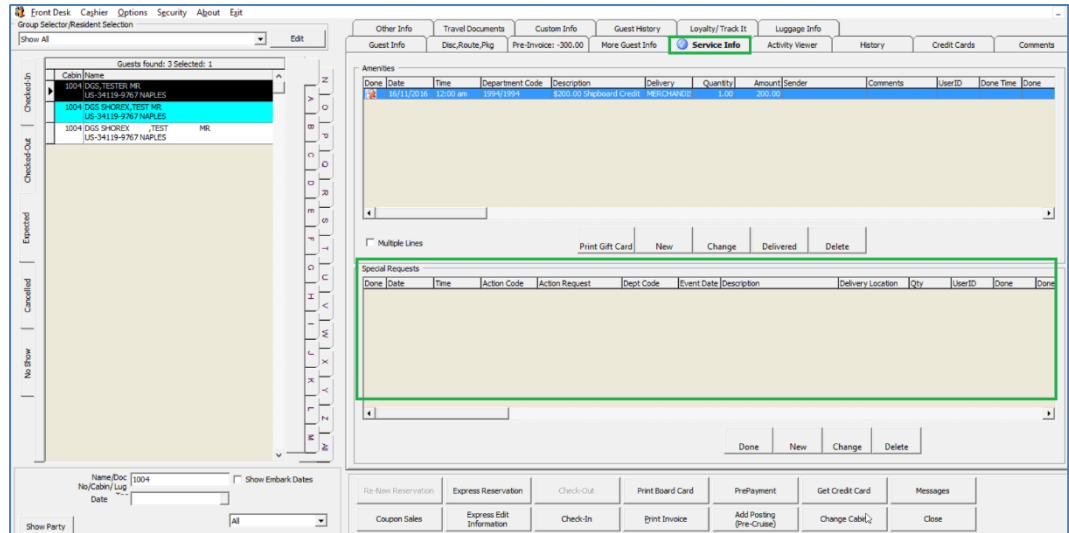 Front Desk Cashier Options Security About Exit
Group Selector/Resident Selection
Show All
Edit
Guests found: 3 Selected: 1
Cabin Name
1004 DGS,TESTER MR
US-34119-9767 NAPLES
1004 DGS SHOREX,TEST MR
US-34119-9767 NAPLES
1004 DGS SHOREX ,TEST MR
US-34119-9767 NAPLES
Checked-In
Checked-Out
Expected
Cancelled
No Show
A
B
C
D
E
F
G
H
I
J
K
L
M
N
O
P
Q
R
S
T
U
V
W
X
Y
Z
All
Name/Doc
No/Cabin/ Lug
1004
Show Embark Dates
Date
All
Show Party
Other Info Travel Documents Custom Info Guest History Loyalty/ Track It Luggage Info
Guest Info Disc,Route,Pkg Pre-Invoice: -300.00 More Guest Info Service Info Activity Viewer History Credit Cards Comments
Amenities
Done Date Time Department Code Description Delivery Quantity Amount Sender Comments UserID Done Time Done
16/11/2016 12:00 am 1994/1994 $200.00 Shipboard Credit MERCHANDIS 1.00 200.00
Multiple Lines
Print Gift Card New Change Delivered Delete
Special Requests
Done Date Time Action Code Action Request Dept Code Event Date Description Delivery Location Qty UserID Done Done
Done New Change Delete
Re-New Reservation Express Reservation Check-Out Print Board Card PrePayment Get Credit Card Messages
Coupon Sales Express Edit Information Check-In Print Invoice Add Posting (Pre-Cruise) Change Cabin Close